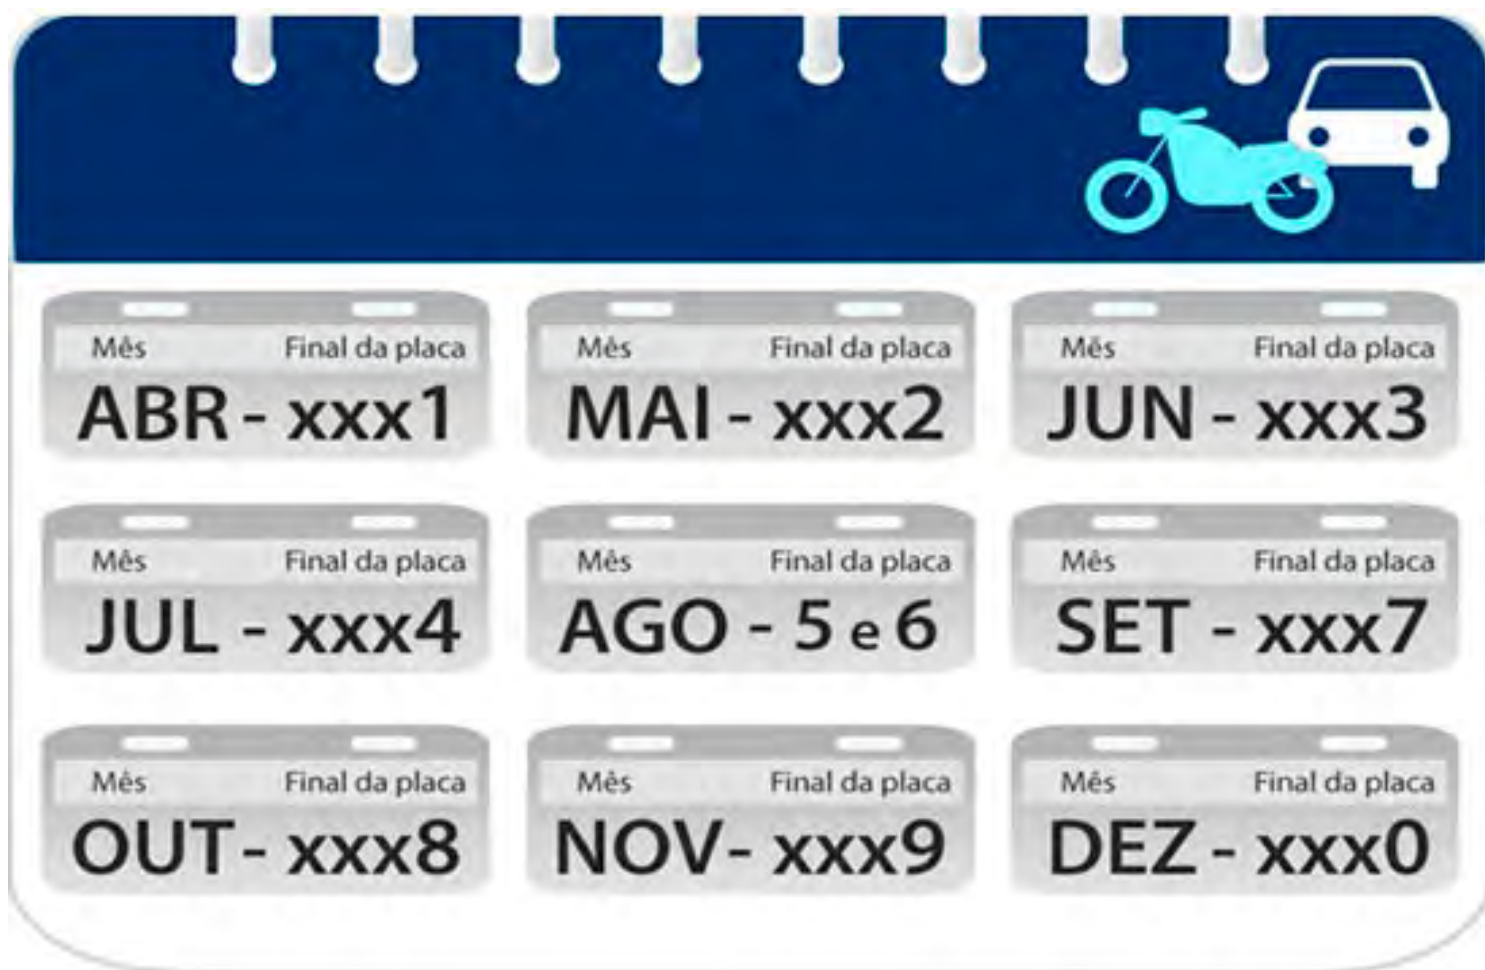 Mês Final da placa
ABR - xxx1
Mês Final da placa
MAI - xxx2
Mês Final da placa
JUN - xxx3
Mês Final da placa
JUL - xxx4
Mês Final da placa
AGO - 5 e 6
Mês Final da placa
SET - xxx7
Mês Final da placa
OUT- xxx8
Mês Final da placa
NOV- xxx9
Mês Final da placa
DEZ - xxx0